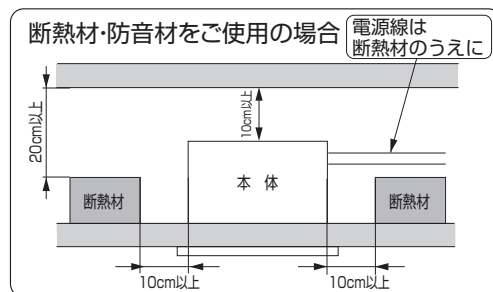 断熱材・防音材をご使用の場合
電源線は
断熱材のうえに
20cm以上
10cm以上
本 体
断熱材
断熱材
10cm以上
10cm以上